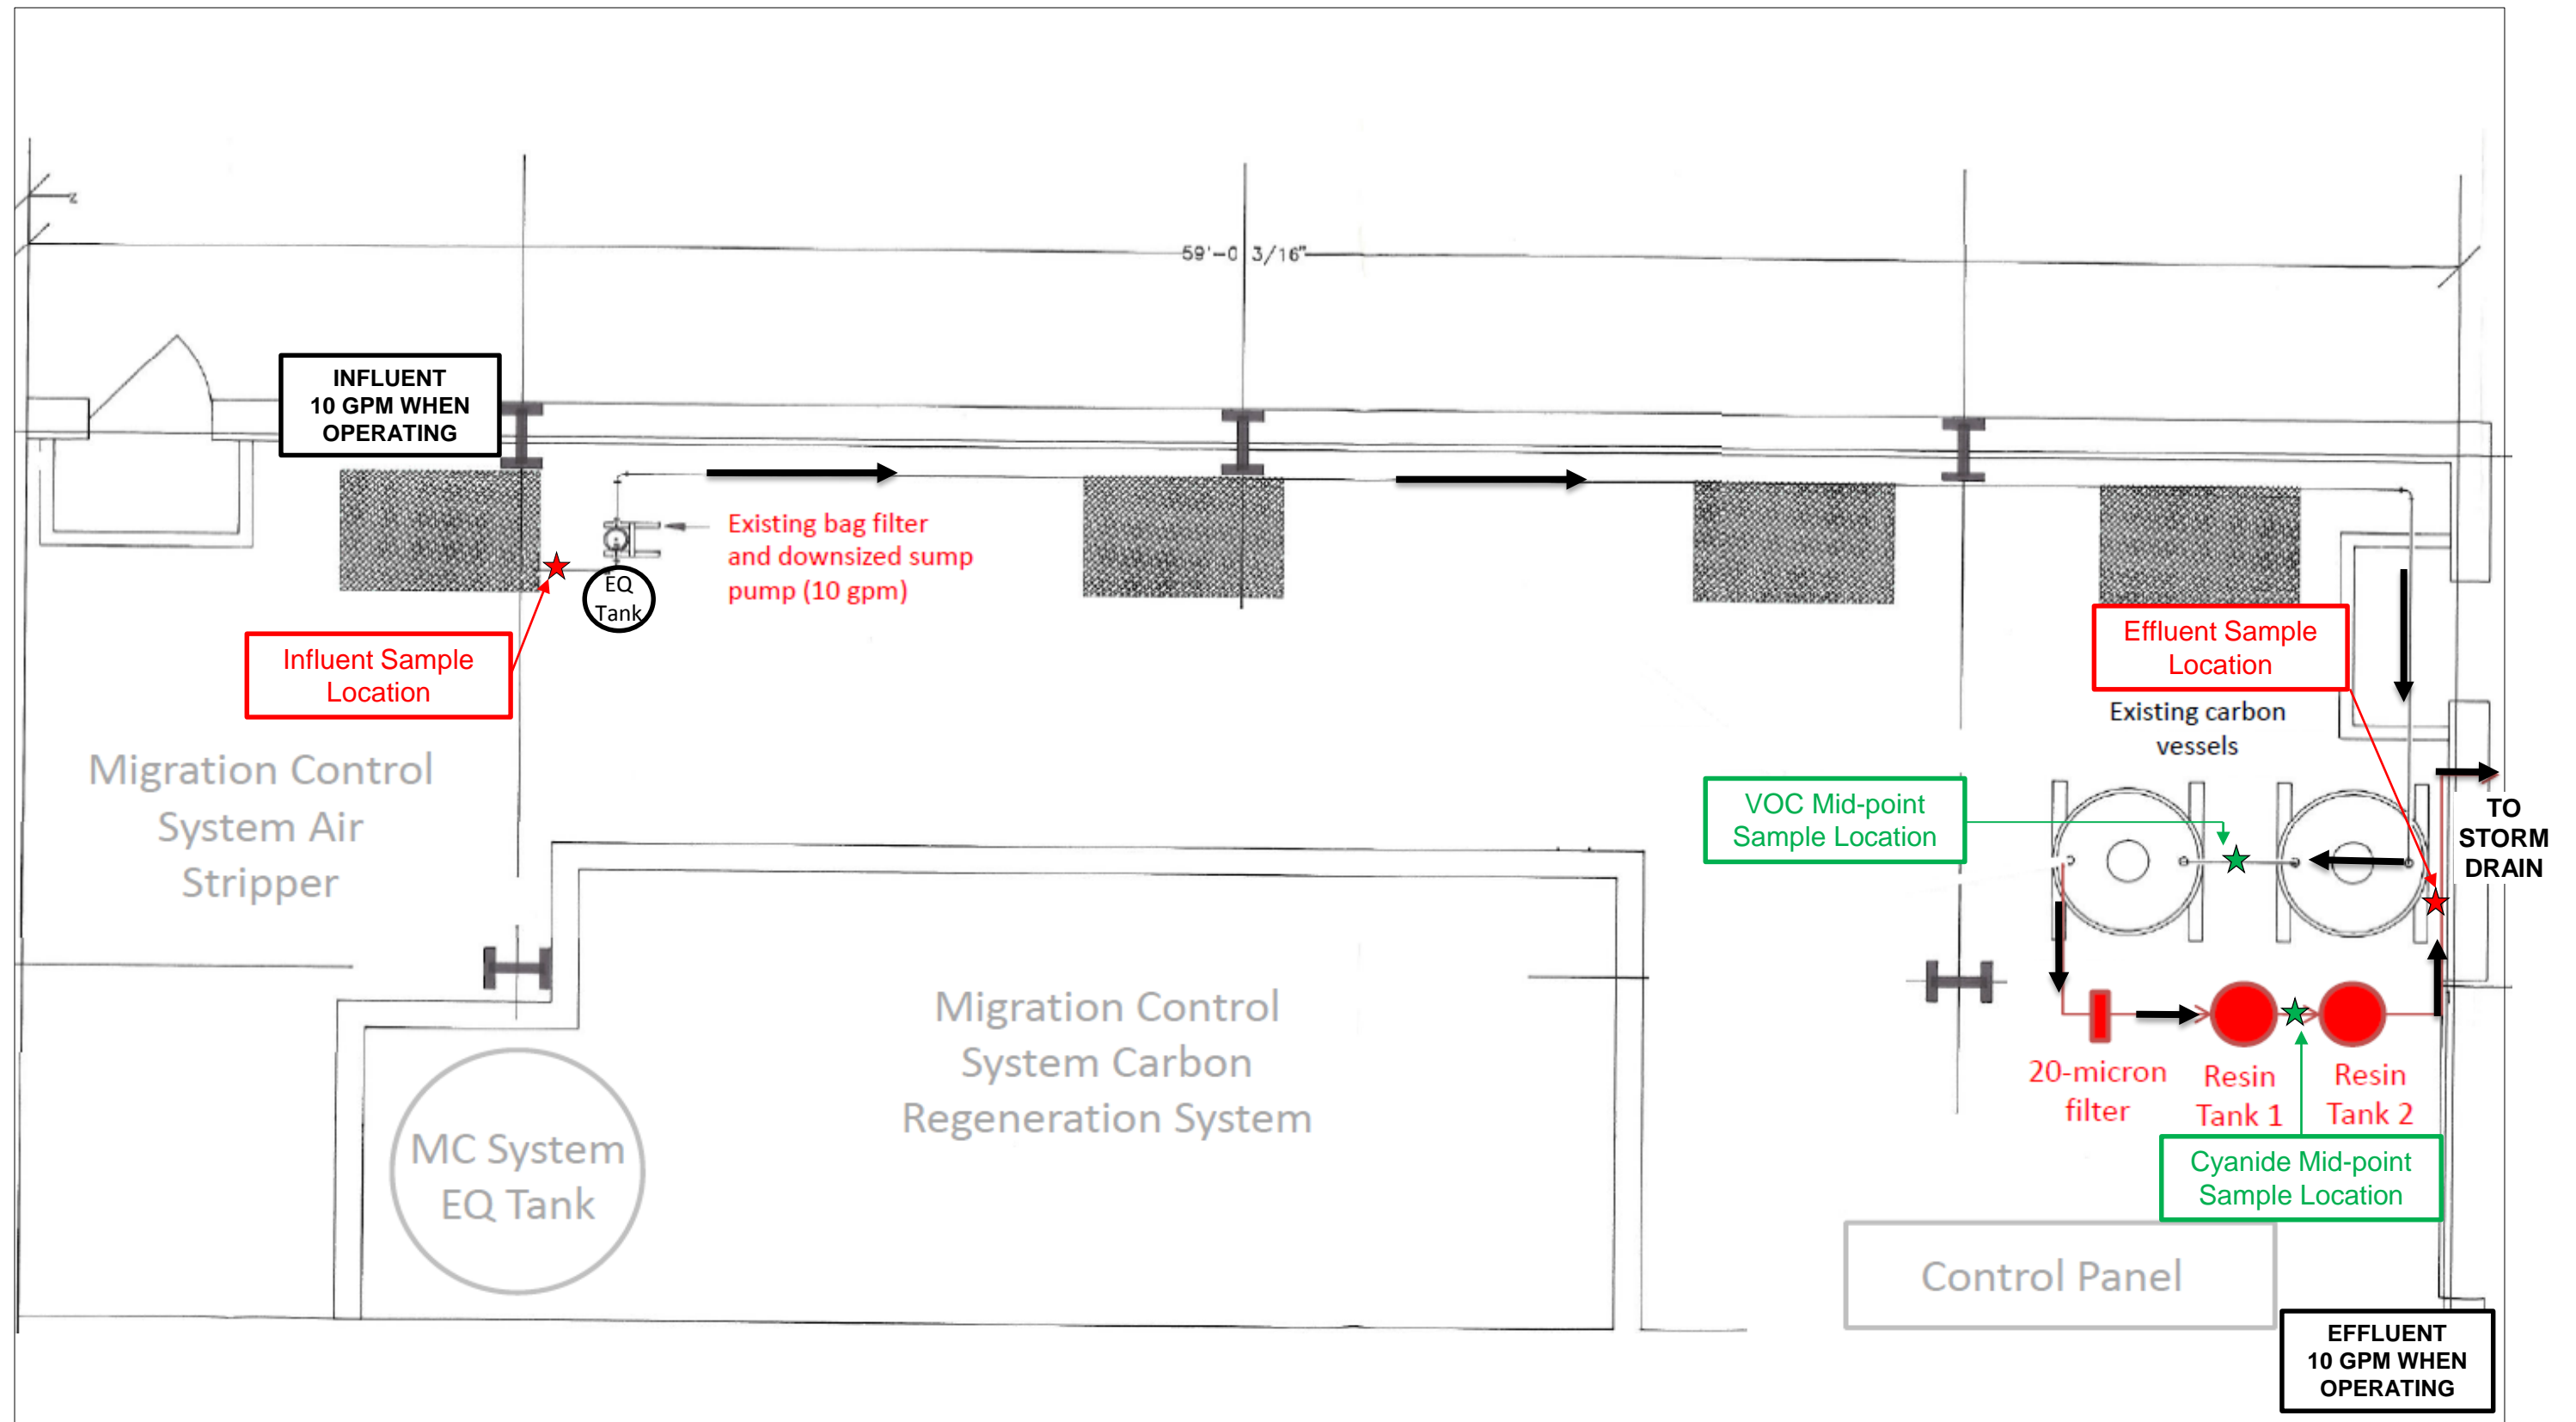 z
59'-0 3/16"
INFLUENT
10 GPM WHEN
OPERATING
Existing bag filter
and downsized sump
pump (10 gpm)
EQ
Tank
Influent Sample
Location
Effluent Sample
Location
Existing carbon
vessels
Migration Control
System Air
Stripper
VOC Mid-point
Sample Location
TO
STORM
DRAIN
Migration Control
System Carbon
Regeneration System
20-micron
filter
Resin
Tank 1
Resin
Tank 2
MC System
EQ Tank
Cyanide Mid-point
Sample Location
Control Panel
EFFLUENT
10 GPM WHEN
OPERATING